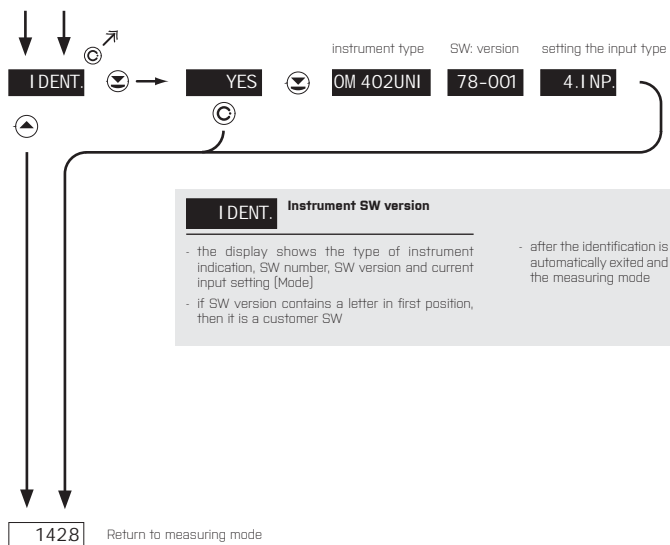 instrument type SW: version setting the input type
IDENT. YES OM 402UNI 78-001 4.INP.
C
IDENT. Instrument SW version
- the display shows the type of instrument
indication, SW number, SW version and current
input setting (Mode)
- if SW version contains a letter in first position,
then it is a customer SW
- after the identification is
automatically exited and
the measuring mode
1428 Return to measuring mode